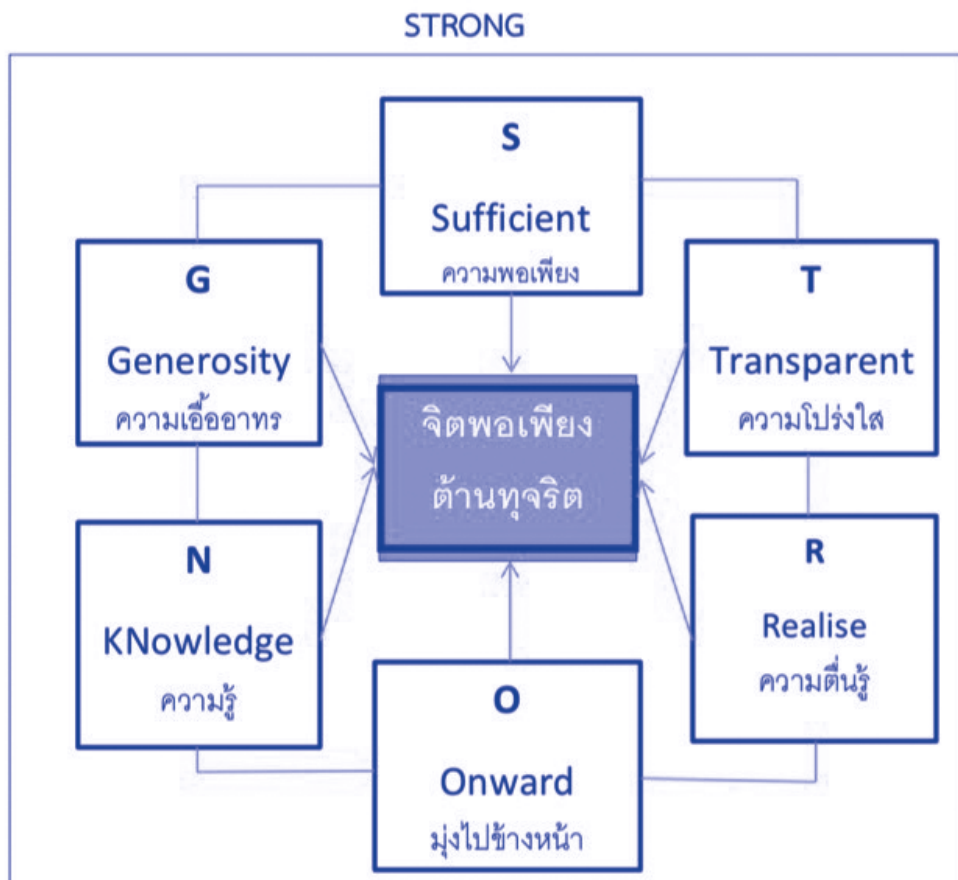 STRONG
S
Sufficient
ความพอเพียง
T
Transparent
ความโปร่งใส
R
Realise
ความตื่นรู้
O
Onward
มุ่งไปข้างหน้า
N
KNowledge
ความรู้
G
Generosity
ความเอื้ออาทร
จิตพอเพียง
ต้านทุจริต